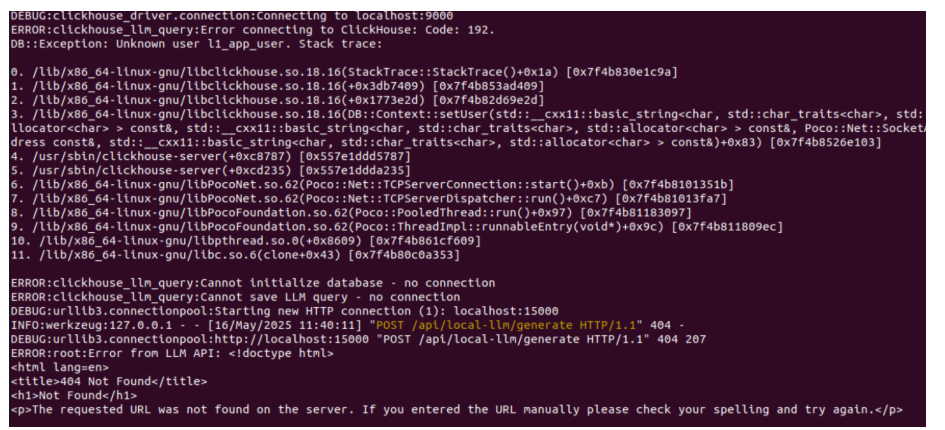 DEBUG:clickhouse_driver.connection:Connecting to localhost:9000
ERROR:clickhouse_llm_query:Error connecting to ClickHouse: Code: 192.
DB::Exception: Unknown user l1_app_user. Stack trace:
0. /lib/x86_64-linux-gnu/libclickhouse.so.18.16(StackTrace::StackTrace()+0x1a) [0x7f4b830e1c9a]
1. /lib/x86_64-linux-gnu/libclickhouse.so.18.16(+0x3db7409) [0x7f4b853ad409]
2. /lib/x86_64-linux-gnu/libclickhouse.so.18.16(+0x1773e2d) [0x7f4b82d69e2d]
3. /lib/x86_64-linux-gnu/libclickhouse.so.18.16(DB::Context::setUser(std::__cxx11::basic_string<char, std::char_traits<char>, std:
llocator<char> > const&, std::__cxx11::basic_string<char, std::char_traits<char>, std::allocator<char> > const&, Poco::Net::SocketA
dress const&, std::__cxx11::basic_string<char, std::char_traits<char>, std::allocator<char> > const&)+0x83) [0x7f4b8526e103]
4. /usr/sbin/clickhouse-server(+0xc8787) [0x557e1ddd5787]
5. /usr/sbin/clickhouse-server(+0xcd235) [0x557e1ddda235]
6. /lib/x86_64-linux-gnu/libPocoNet.so.62(Poco::Net::TCPServerConnection::start()+0xb) [0x7f4b8101351b]
7. /lib/x86_64-linux-gnu/libPocoNet.so.62(Poco::Net::TCPServerDispatcher::run()+0xc7) [0x7f4b81013fa7]
8. /lib/x86_64-linux-gnu/libPocoFoundation.so.62(Poco::PooledThread::run()+0x97) [0x7f4b81183097]
9. /lib/x86_64-linux-gnu/libPocoFoundation.so.62(Poco::ThreadImpl::runnableEntry(void*)+0x9c) [0x7f4b811809ec]
10. /lib/x86_64-linux-gnu/libpthread.so.0(+0x8609) [0x7f4b861cf609]
11. /lib/x86_64-linux-gnu/libc.so.6(clone+0x43) [0x7f4b80c0a353]
ERROR:clickhouse_llm_query:Cannot initialize database - no connection
ERROR:clickhouse_llm_query:Cannot save LLM query - no connection
DEBUG:urllib3.connectionpool:Starting new HTTP connection (1): localhost:15000
INFO:werkzeug:127.0.0.1 - - [16/May/2025 11:40:11] "POST /api/local-llm/generate HTTP/1.1" 404 -
DEBUG:urllib3.connectionpool:http://localhost:15000 "POST /api/local-llm/generate HTTP/1.1" 404 207
ERROR:root:Error from LLM API: <!doctype html>
<html lang=en>
<title>404 Not Found</title>
<h1>Not Found</h1>
<p>The requested URL was not found on the server. If you entered the URL manually please check your spelling and try again.</p>